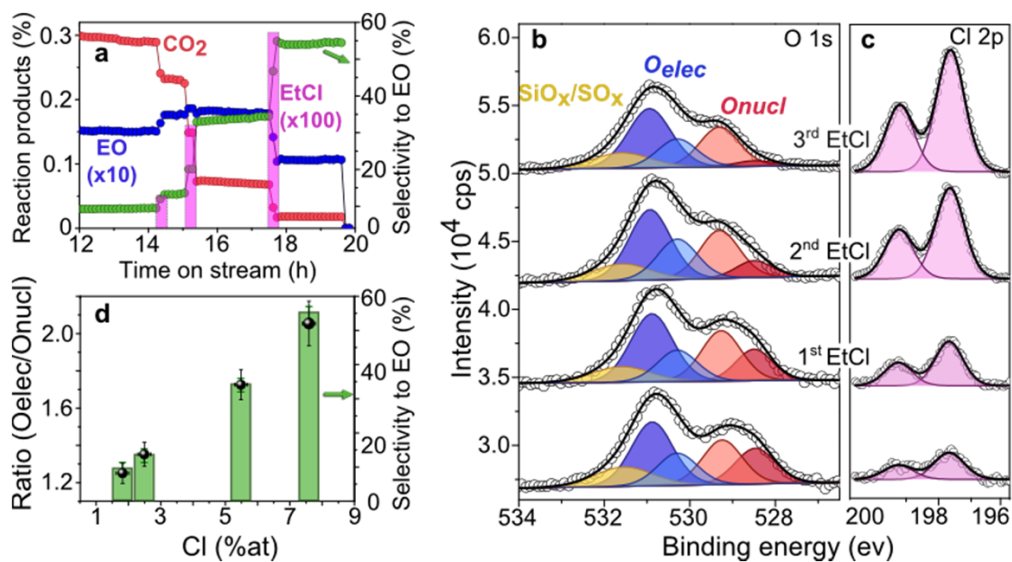 a
CO2
EO
(x10)
EtCl
(x100)
Reaction products (%)
0.3
0.2
0.1
0
12
14
16
18
20
Time on stream (h)
60
48
36
24
12
0
Selectivity to EO (%)
b
O 1s
SiOx/SOx
Oelec
Onucl
3rd EtCl
2nd EtCl
1st EtCl
Intensity (10^4 cps)
6.0
5.5
5.0
4.5
4.0
3.5
3.0
534
532
530
528
c
Cl 2p
200
198
196
Binding energy (ev)
d
Ratio (Oelec/Onucl)
2.0
1.6
1.2
1
3
5
7
9
Cl (%at)
60
40
20
0
Selectivity to EO (%)